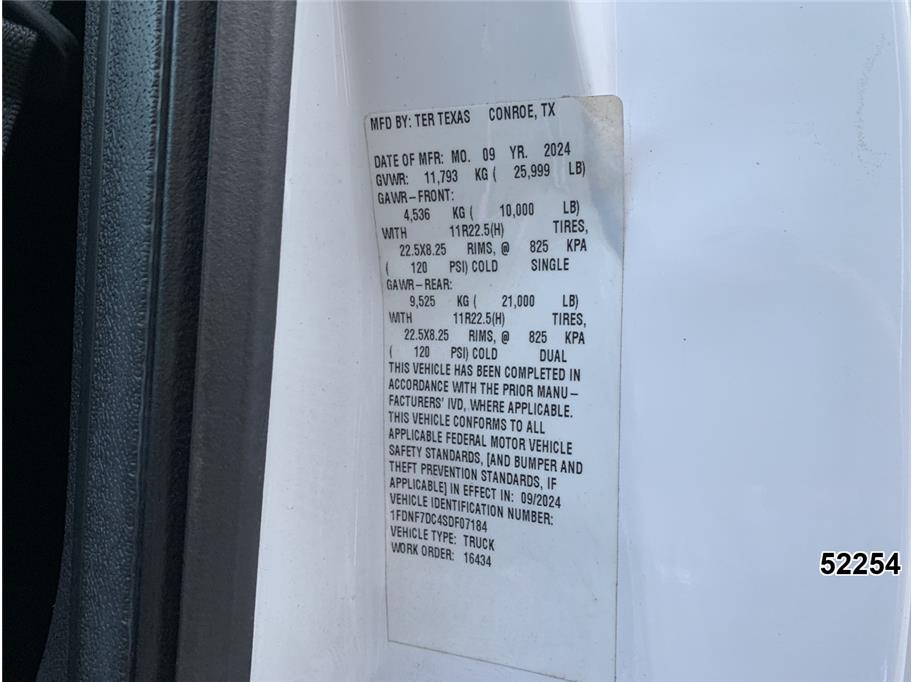 MFD BY: TER TEXAS CONROE, TX
DATE OF MFR: MO. 09 YR. 2024
GVWR: 11,793 KG ( 25,999 LB)
GAWR-FRONT:
4,536 KG ( 10,000 LB)
WITH 11R22.5(H) TIRES,
22.5X8.25 RIMS, @ 825 KPA
( 120 PSI) COLD SINGLE
GAWR-REAR:
9,525 KG ( 21,000 LB)
WITH 11R22.5(H) TIRES,
22.5X8.25 RIMS, @ 825 KPA
( 120 PSI) COLD DUAL
THIS VEHICLE HAS BEEN COMPLETED IN
ACCORDANCE WITH THE PRIOR MANU-
FACTURERS' IVD, WHERE APPLICABLE.
THIS VEHICLE CONFORMS TO ALL
APPLICABLE FEDERAL MOTOR VEHICLE
SAFETY STANDARDS, [AND BUMPER AND
THEFT PREVENTION STANDARDS, IF
APPLICABLE] IN EFFECT IN: 09/2024
VEHICLE IDENTIFICATION NUMBER:
1FDNF7DC4SDF07184
VEHICLE TYPE: TRUCK
WORK ORDER: 16434
52254